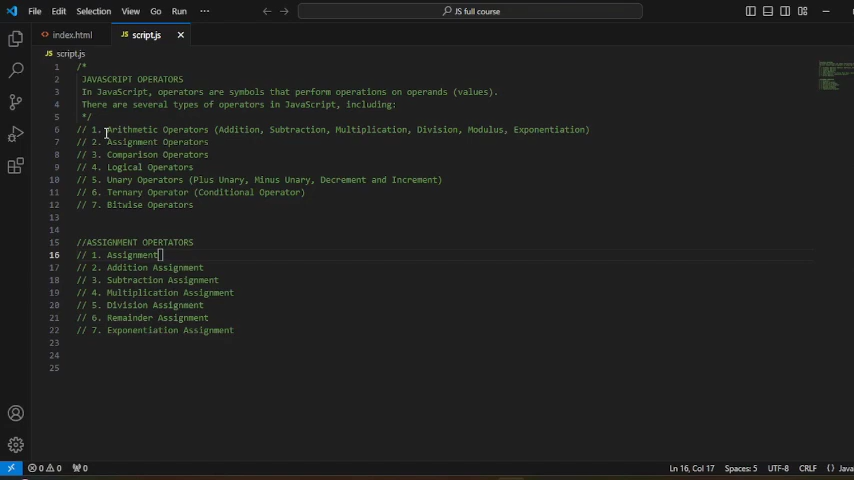 File Edit Selection View Go Run ...
JS full course
index.html
JS script.js
JS script.js
1 /*
2 JAVASCRIPT OPERATORS
3 In JavaScript, operators are symbols that perform operations on operands (values).
4 There are several types of operators in JavaScript, including:
5 */
6 // 1. Arithmetic Operators (Addition, Subtraction, Multiplication, Division, Modulus, Exponentiation)
7 // 2. Assignment Operators
8 // 3. Comparison Operators
9 // 4. Logical Operators
10 // 5. Unary Operators (Plus Unary, Minus Unary, Decrement and Increment)
11 // 6. Ternary Operator (Conditional Operator)
12 // 7. Bitwise Operators
13
14
15 //ASSIGNMENT OPERTATORS
16 // 1. Assignment
17 // 2. Addition Assignment
18 // 3. Subtraction Assignment
19 // 4. Multiplication Assignment
20 // 5. Division Assignment
21 // 6. Remainder Assignment
22 // 7. Exponentiation Assignment
23
24
25
0 0 0 Ln 16, Col 17 Spaces: 5 UTF-8 CRLF {} Java